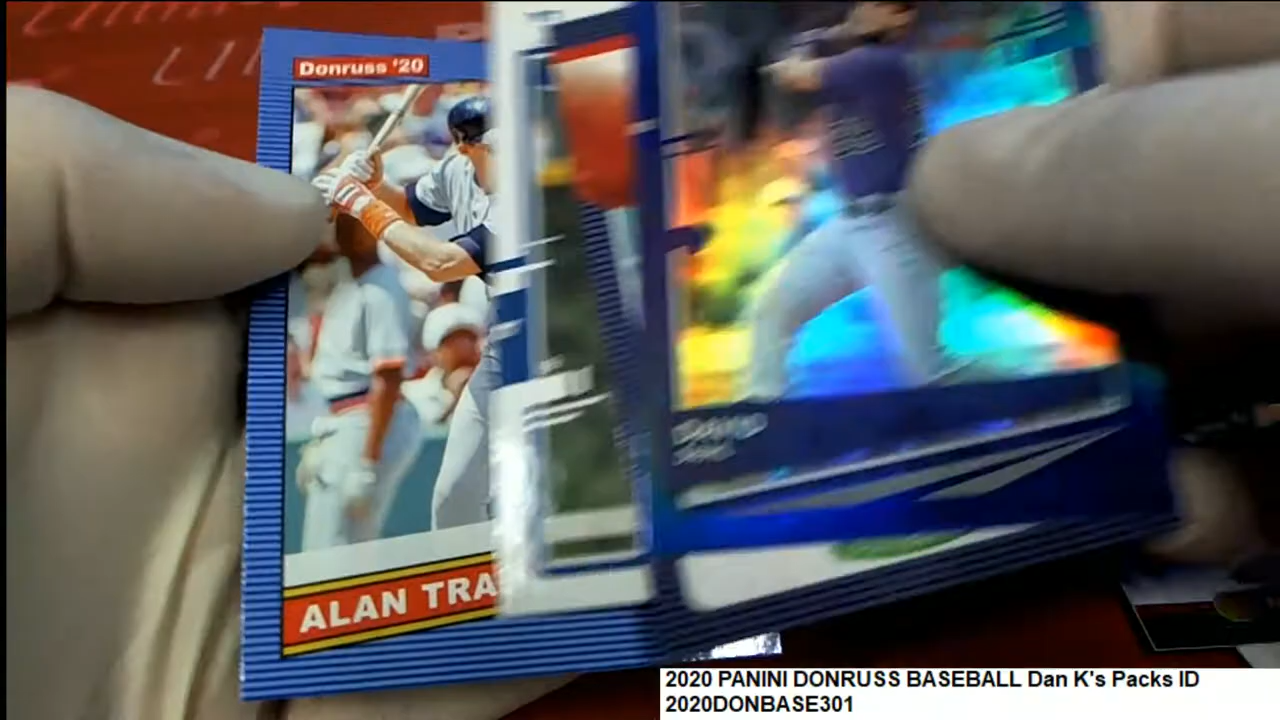 Donruss '20
ALAN TRA
2020 PANINI DONRUSS BASEBALL Dan K's Packs ID
2020DONBASE301